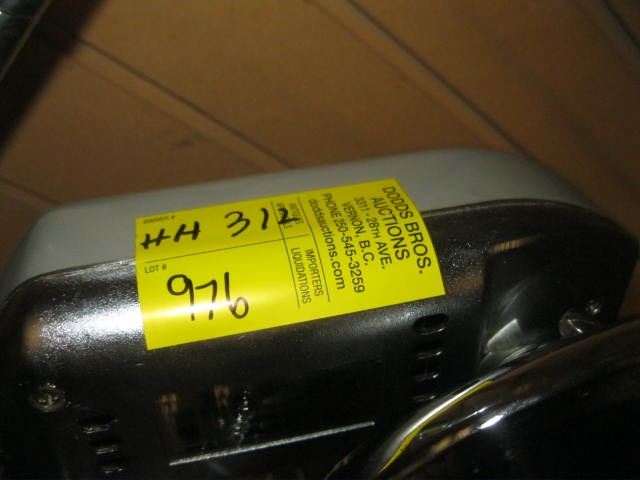 HH 312
LOT #
976
ANTIQUES
IMPORTERS
LIQUIDATIONS
DODDS BROS.
AUCTIONS
3311 - 28TH AVE.
VERNON, B.C.
PHONE 250-545-3259
doddsauctions.com